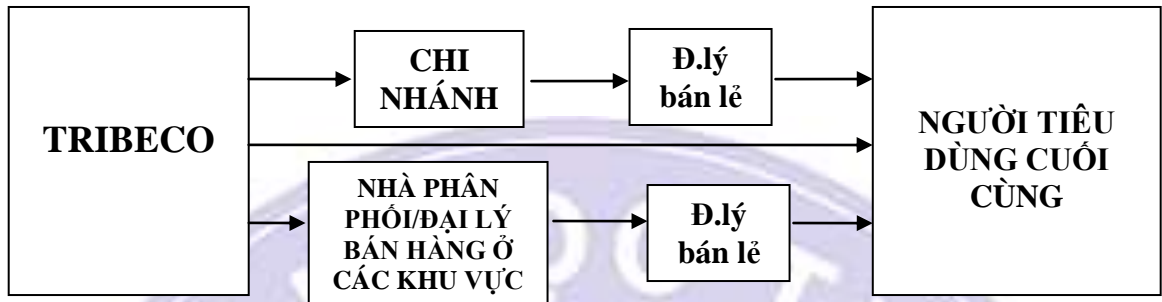 TRIBECO
CHI
NHÁNH
Đ.lý
bán lẻ
NHÀ PHÂN
PHỐI/ĐẠI LÝ
BÁN HÀNG Ở
CÁC KHU VỰC
Đ.lý
bán lẻ
NGƯỜI TIÊU
DÙNG CUỐI
CÙNG